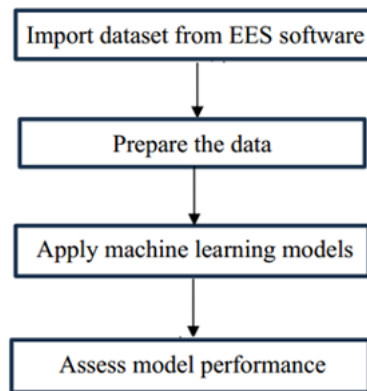 Import dataset from EES software
Prepare the data
Apply machine learning models
Assess model performance